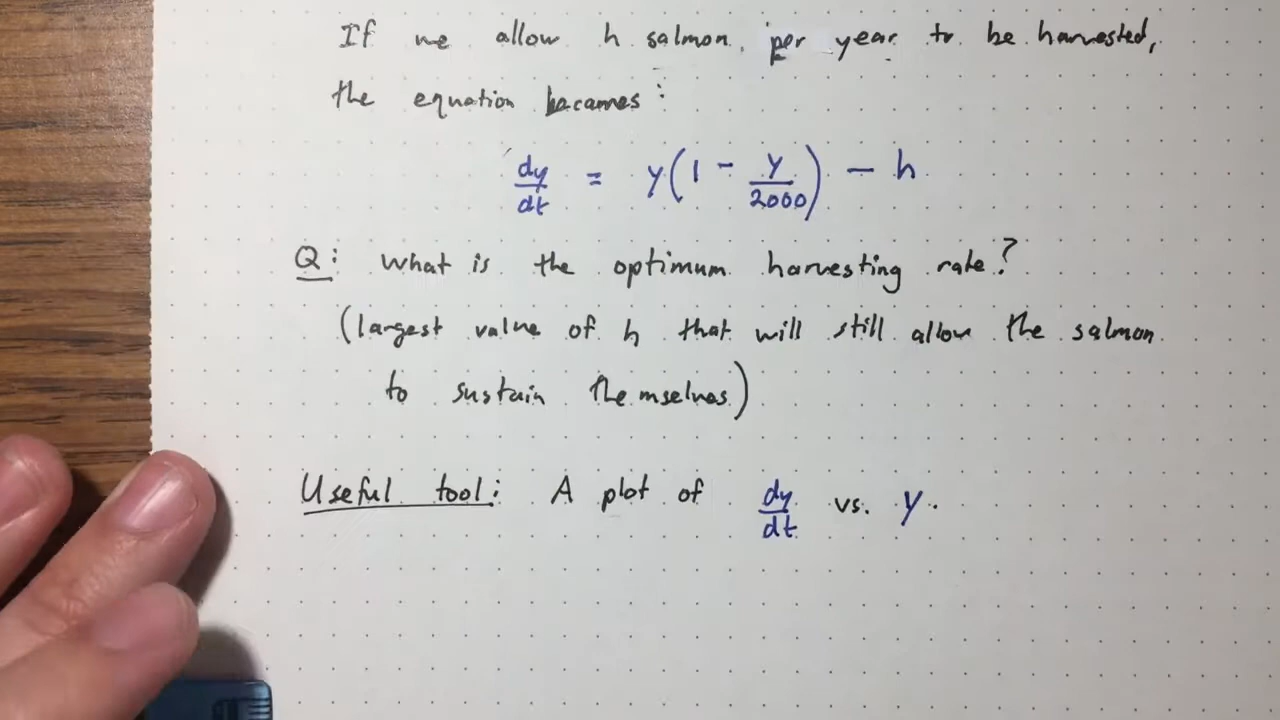 If we allow h salmon per year to be harvested,
the equation becomes:
dy/dt = y(1 - y/2000) - h
Q: What is the optimum harvesting rate?
(largest value of h that will still allow the salmon
to sustain themselves)
Useful tool: A plot of dy/dt vs. y.